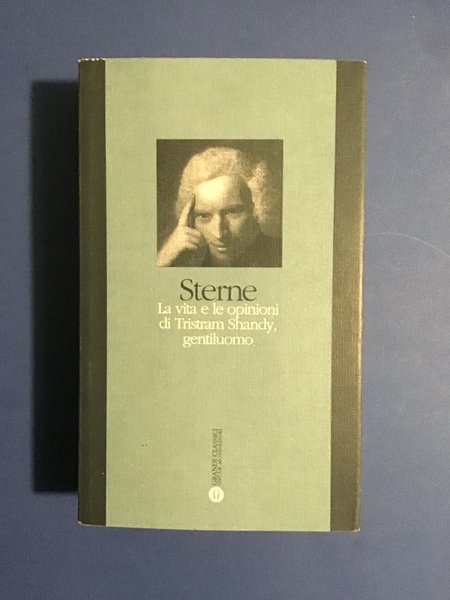 Sterne
La vita e le opinioni
di Tristram Shandy,
gentiluomo